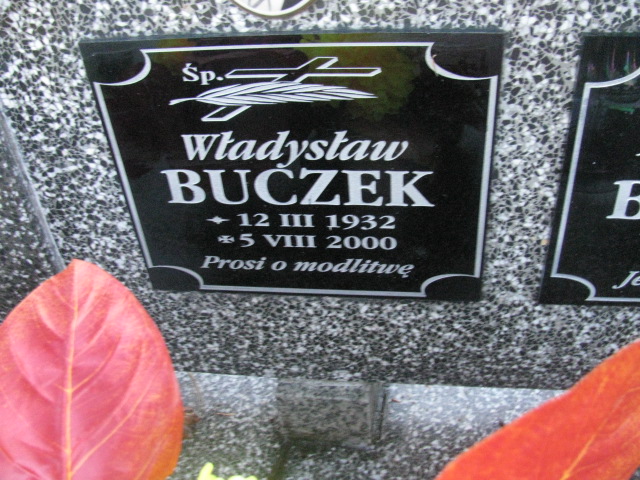 Śp.
Władysław
BUCZEK
12 III 1932
5 VIII 2000
Prosi o modlitwę